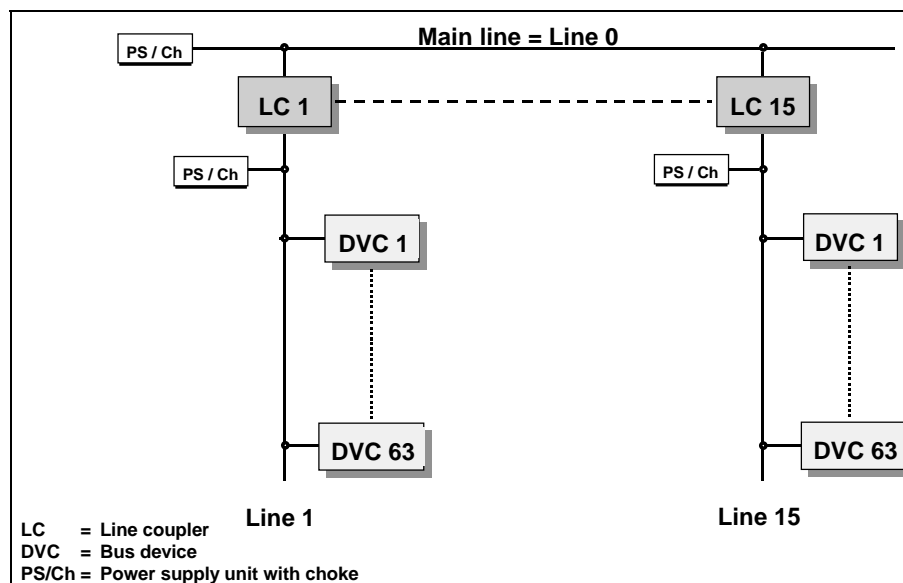 Main line = Line 0
PS / Ch
LC 1
LC 15
PS / Ch
PS / Ch
DVC 1
DVC 1
DVC 63
DVC 63
Line 1
Line 15
LC = Line coupler
DVC = Bus device
PS/Ch = Power supply unit with choke